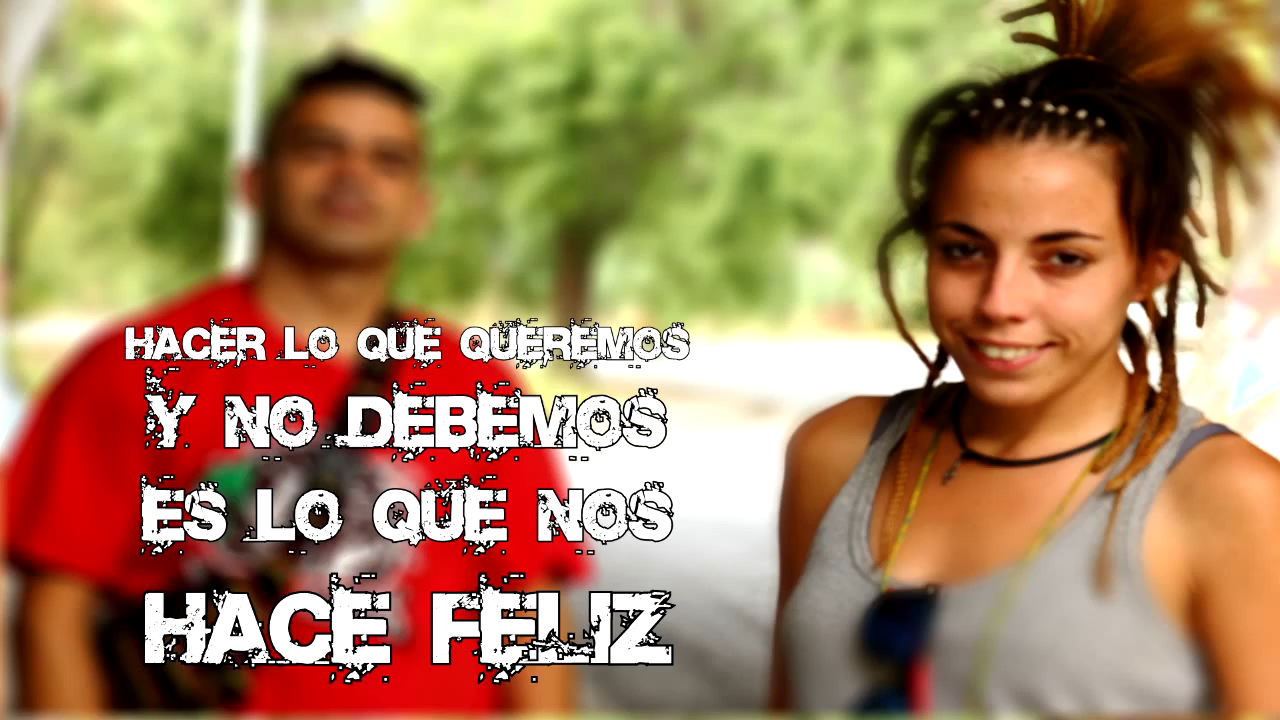 HACER LO QUE QUEREMOS
Y NO DEBEMOS
ES LO QUE NOS
HACE FELIZ